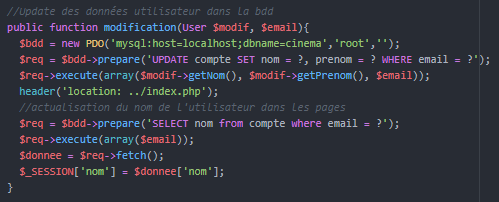 //Update des données utilisateur dans la bdd
public function modification(User $modif, $email){
$bdd = new PDO('mysql:host=localhost;dbname=cinema','root','');
$req = $bdd->prepare('UPDATE compte SET nom = ?, prenom = ? WHERE email = ?');
$req->execute(array($modif->getNom(), $modif->getPrenom(), $email));
header('location: ../index.php');
//actualisation du nom de l'utilisateur dans les pages
$req = $bdd->prepare('SELECT nom from compte where email = ?');
$req->execute(array($email));
$donnee = $req->fetch();
$_SESSION['nom'] = $donnee['nom'];
}